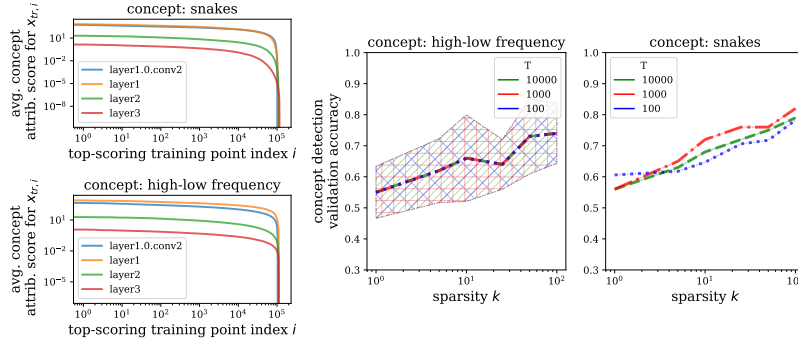 concept: snakes
avg. concept
attrib. score for x_{tr, i}
10^1
10^{-2}
10^{-5}
10^{-8}
layer1.0.conv2
layer1
layer2
layer3
10^0 10^1 10^2 10^3 10^4 10^5
top-scoring training point index i
concept: high-low frequency
avg. concept
attrib. score for x_{tr, i}
10^1
10^{-2}
10^{-5}
layer1.0.conv2
layer1
layer2
layer3
10^0 10^1 10^2 10^3 10^4 10^5
top-scoring training point index i
concept: high-low frequency
concept detection
validation accuracy
1.0
0.9
0.8
0.7
0.6
0.5
0.4
0.3
T
10000
1000
100
10^0 10^1 10^2
sparsity k
concept: snakes
1.0
0.9
0.8
0.7
0.6
0.5
0.4
0.3
T
10000
1000
100
10^0 10^1 10^2
sparsity k